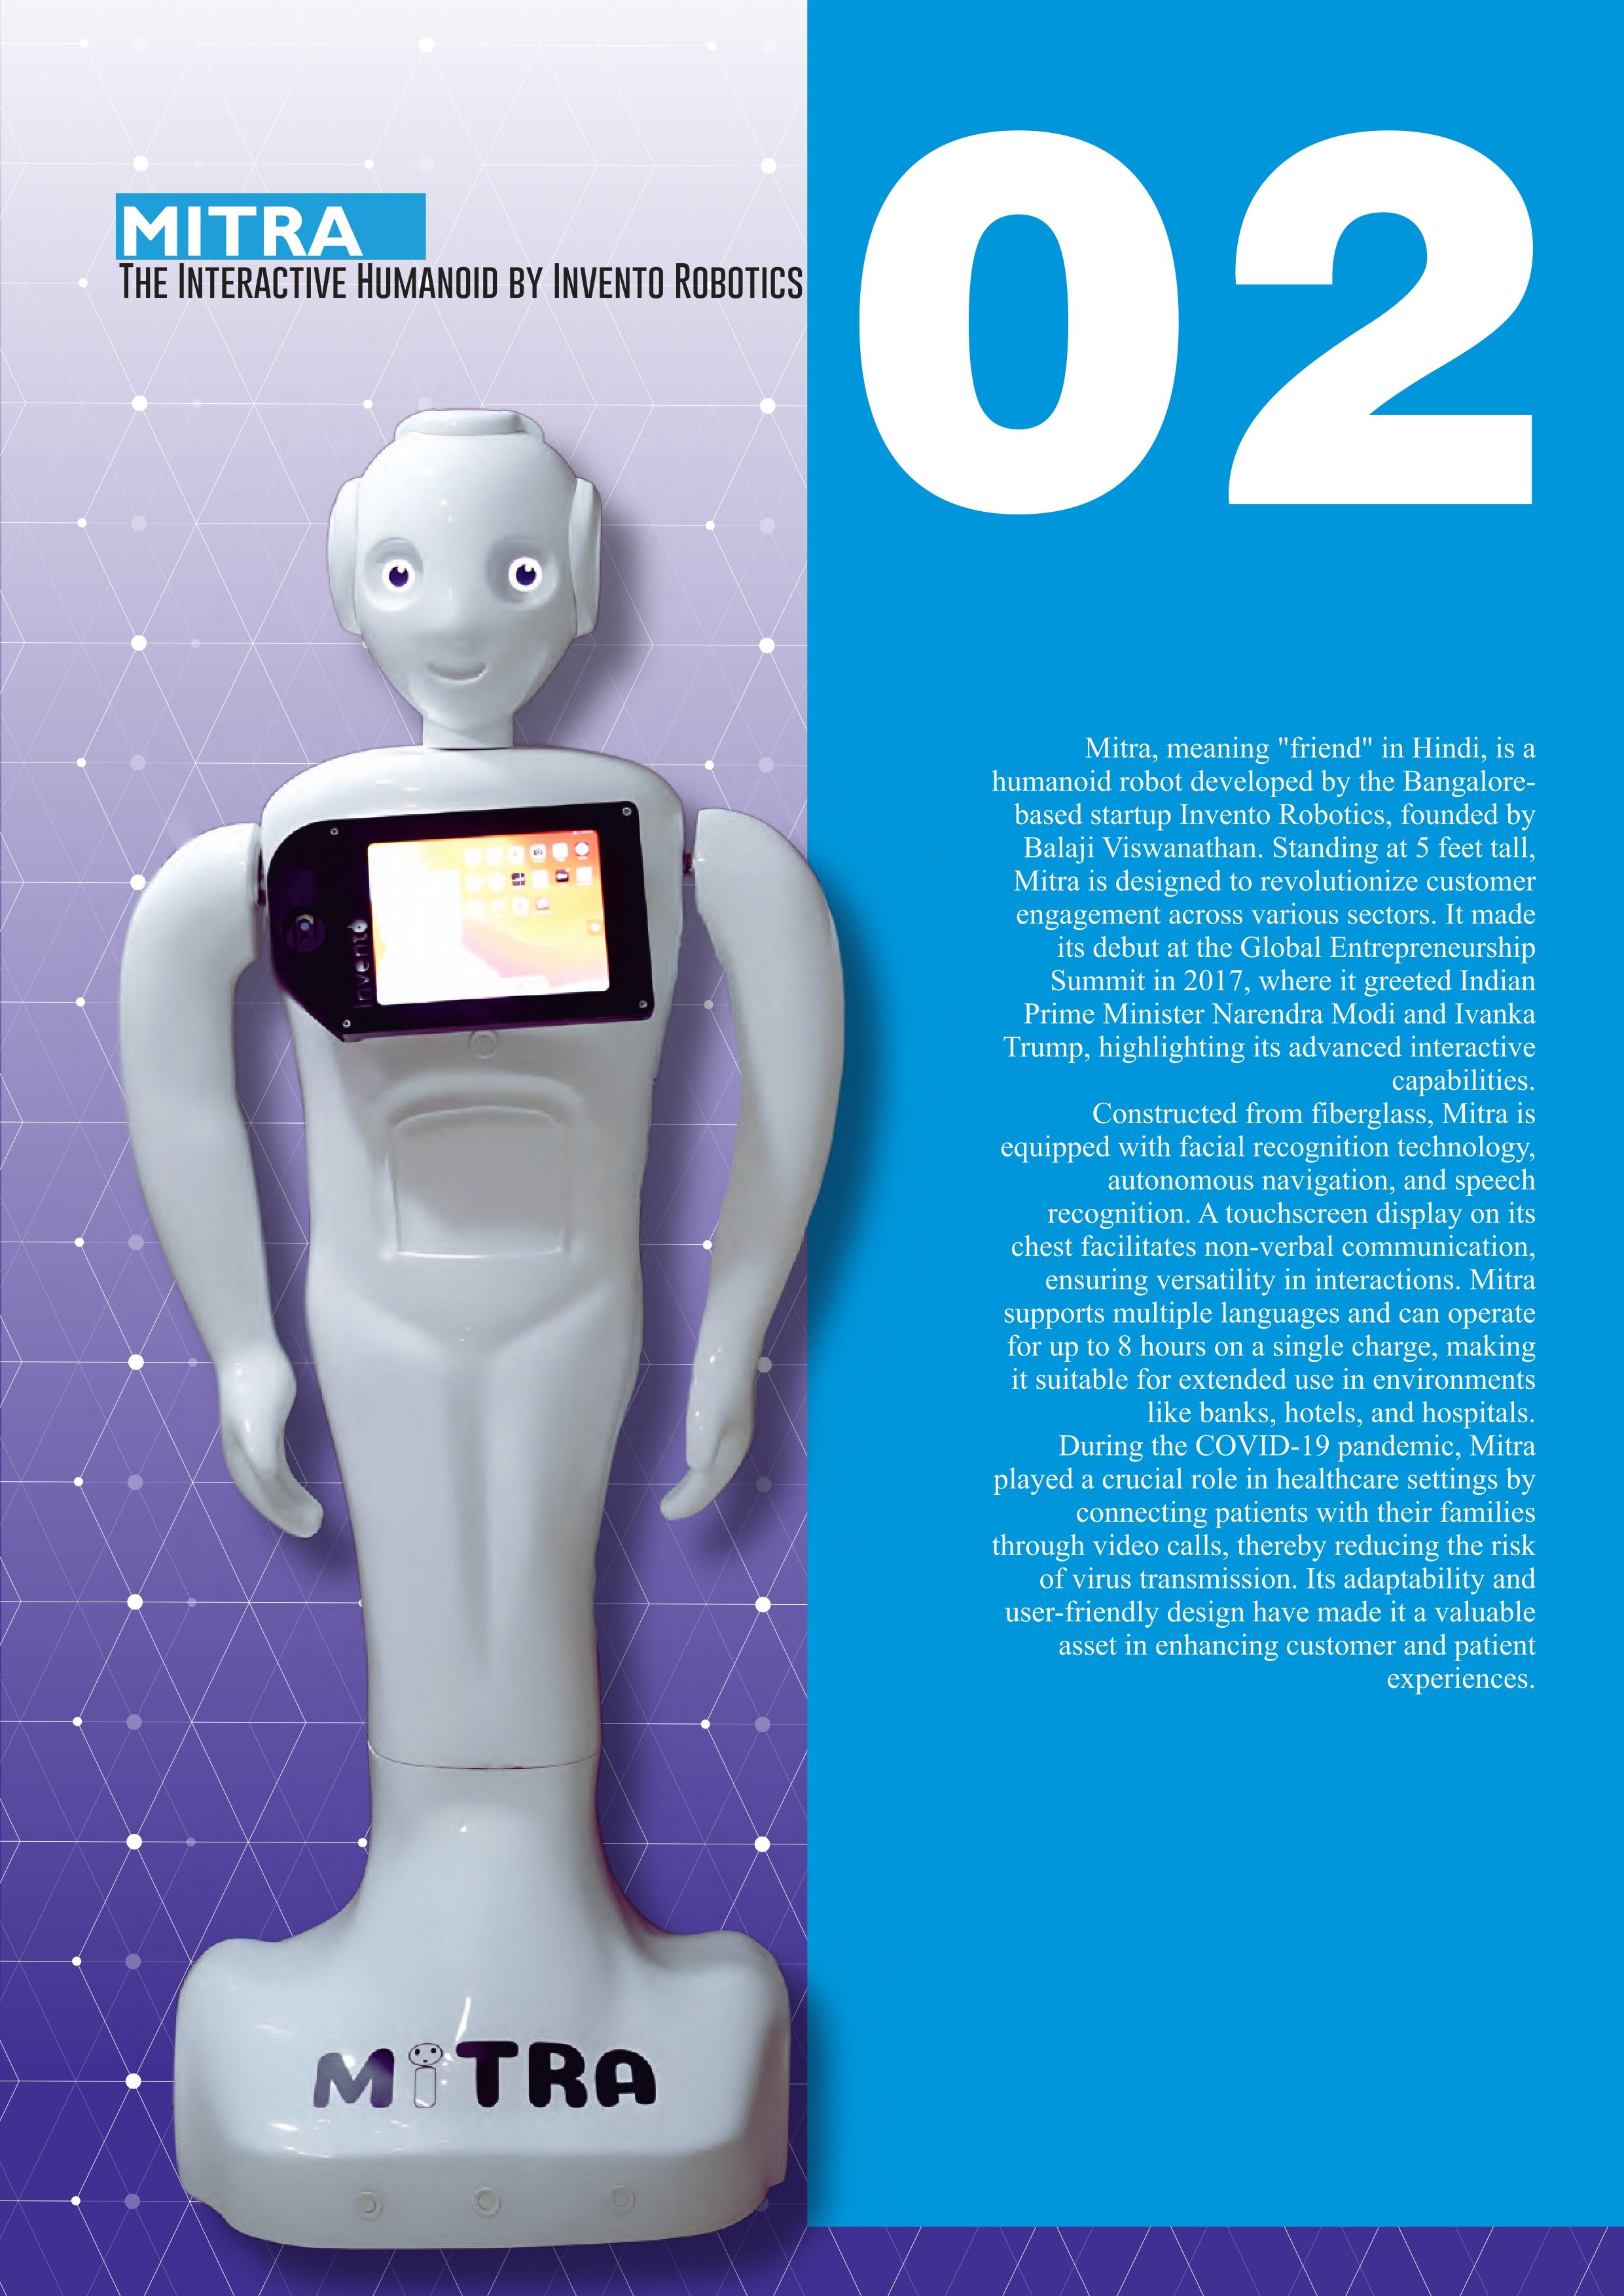 MITRA
THE INTERACTIVE HUMANOID BY INVENTO ROBOTICS
02
Mitra, meaning "friend" in Hindi, is a
humanoid robot developed by the Bangalore-
based startup Invento Robotics, founded by
Balaji Viswanathan. Standing at 5 feet tall,
Mitra is designed to revolutionize customer
engagement across various sectors. It made
its debut at the Global Entrepreneurship
Summit in 2017, where it greeted Indian
Prime Minister Narendra Modi and Ivanka
Trump, highlighting its advanced interactive
capabilities.
Constructed from fiberglass, Mitra is
equipped with facial recognition technology,
autonomous navigation, and speech
recognition. A touchscreen display on its
chest facilitates non-verbal communication,
ensuring versatility in interactions. Mitra
supports multiple languages and can operate
for up to 8 hours on a single charge, making
it suitable for extended use in environments
like banks, hotels, and hospitals.
During the COVID-19 pandemic, Mitra
played a crucial role in healthcare settings by
connecting patients with their families
through video calls, thereby reducing the risk
of virus transmission. Its adaptability and
user-friendly design have made it a valuable
asset in enhancing customer and patient
experiences.
invento
MiTRA